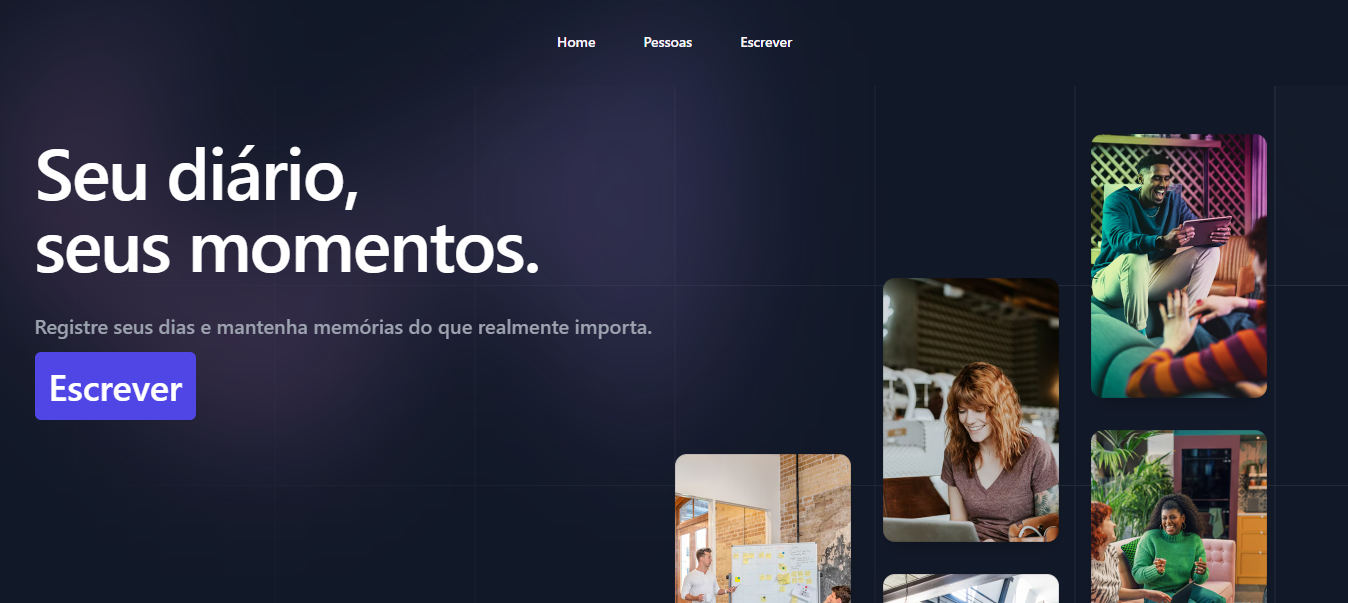 Home Pessoas Escrever
Seu diário,
seus momentos.
Registre seus dias e mantenha memórias do que realmente importa.
Escrever